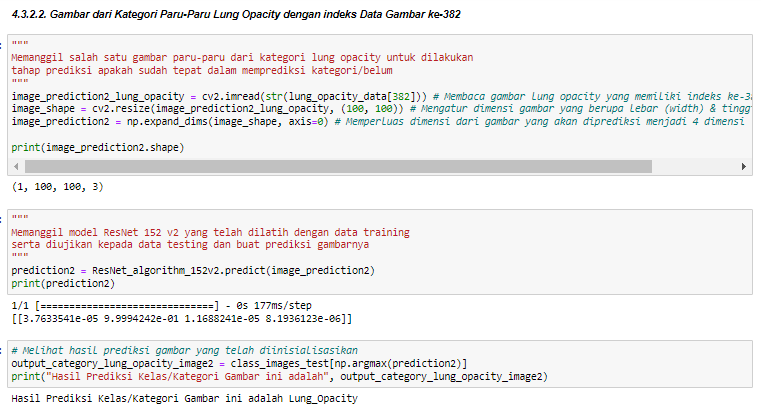 4.3.2.2. Gambar dari Kategori Paru-Paru Lung Opacity dengan indeks Data Gambar ke-382
"""
Memanggil salah satu gambar paru-paru dari kategori lung opacity untuk dilakukan
tahap prediksi apakah sudah tepat dalam memprediksi kategori/belum
"""
image_prediction2_lung_opacity = cv2.imread(str(lung_opacity_data[382])) # Membaca gambar lung opacity yang memiliki indeks ke-3
image_shape = cv2.resize(image_prediction2_lung_opacity, (100, 100)) # Mengatur dimensi gambar yang berupa lebar (width) & tingg
image_prediction2 = np.expand_dims(image_shape, axis=0) # Memperluas dimensi dari gambar yang akan diprediksi menjadi 4 dimensi
print(image_prediction2.shape)
(1, 100, 100, 3)
"""
Memanggil model ResNet 152 v2 yang telah dilatih dengan data training
serta diujikan kepada data testing dan buat prediksi gambarnya
"""
prediction2 = ResNet_algorithm_152v2.predict(image_prediction2)
print(prediction2)
1/1 [==============================] - 0s 177ms/step
[[3.7633541e-05 9.9994242e-01 1.1688241e-05 8.1936123e-06]]
# Melihat hasil prediksi gambar yang telah diinisialisasikan
output_category_lung_opacity_image2 = class_images_test[np.argmax(prediction2)]
print("Hasil Prediksi Kelas/Kategori Gambar ini adalah", output_category_lung_opacity_image2)
Hasil Prediksi Kelas/Kategori Gambar ini adalah Lung_Opacity